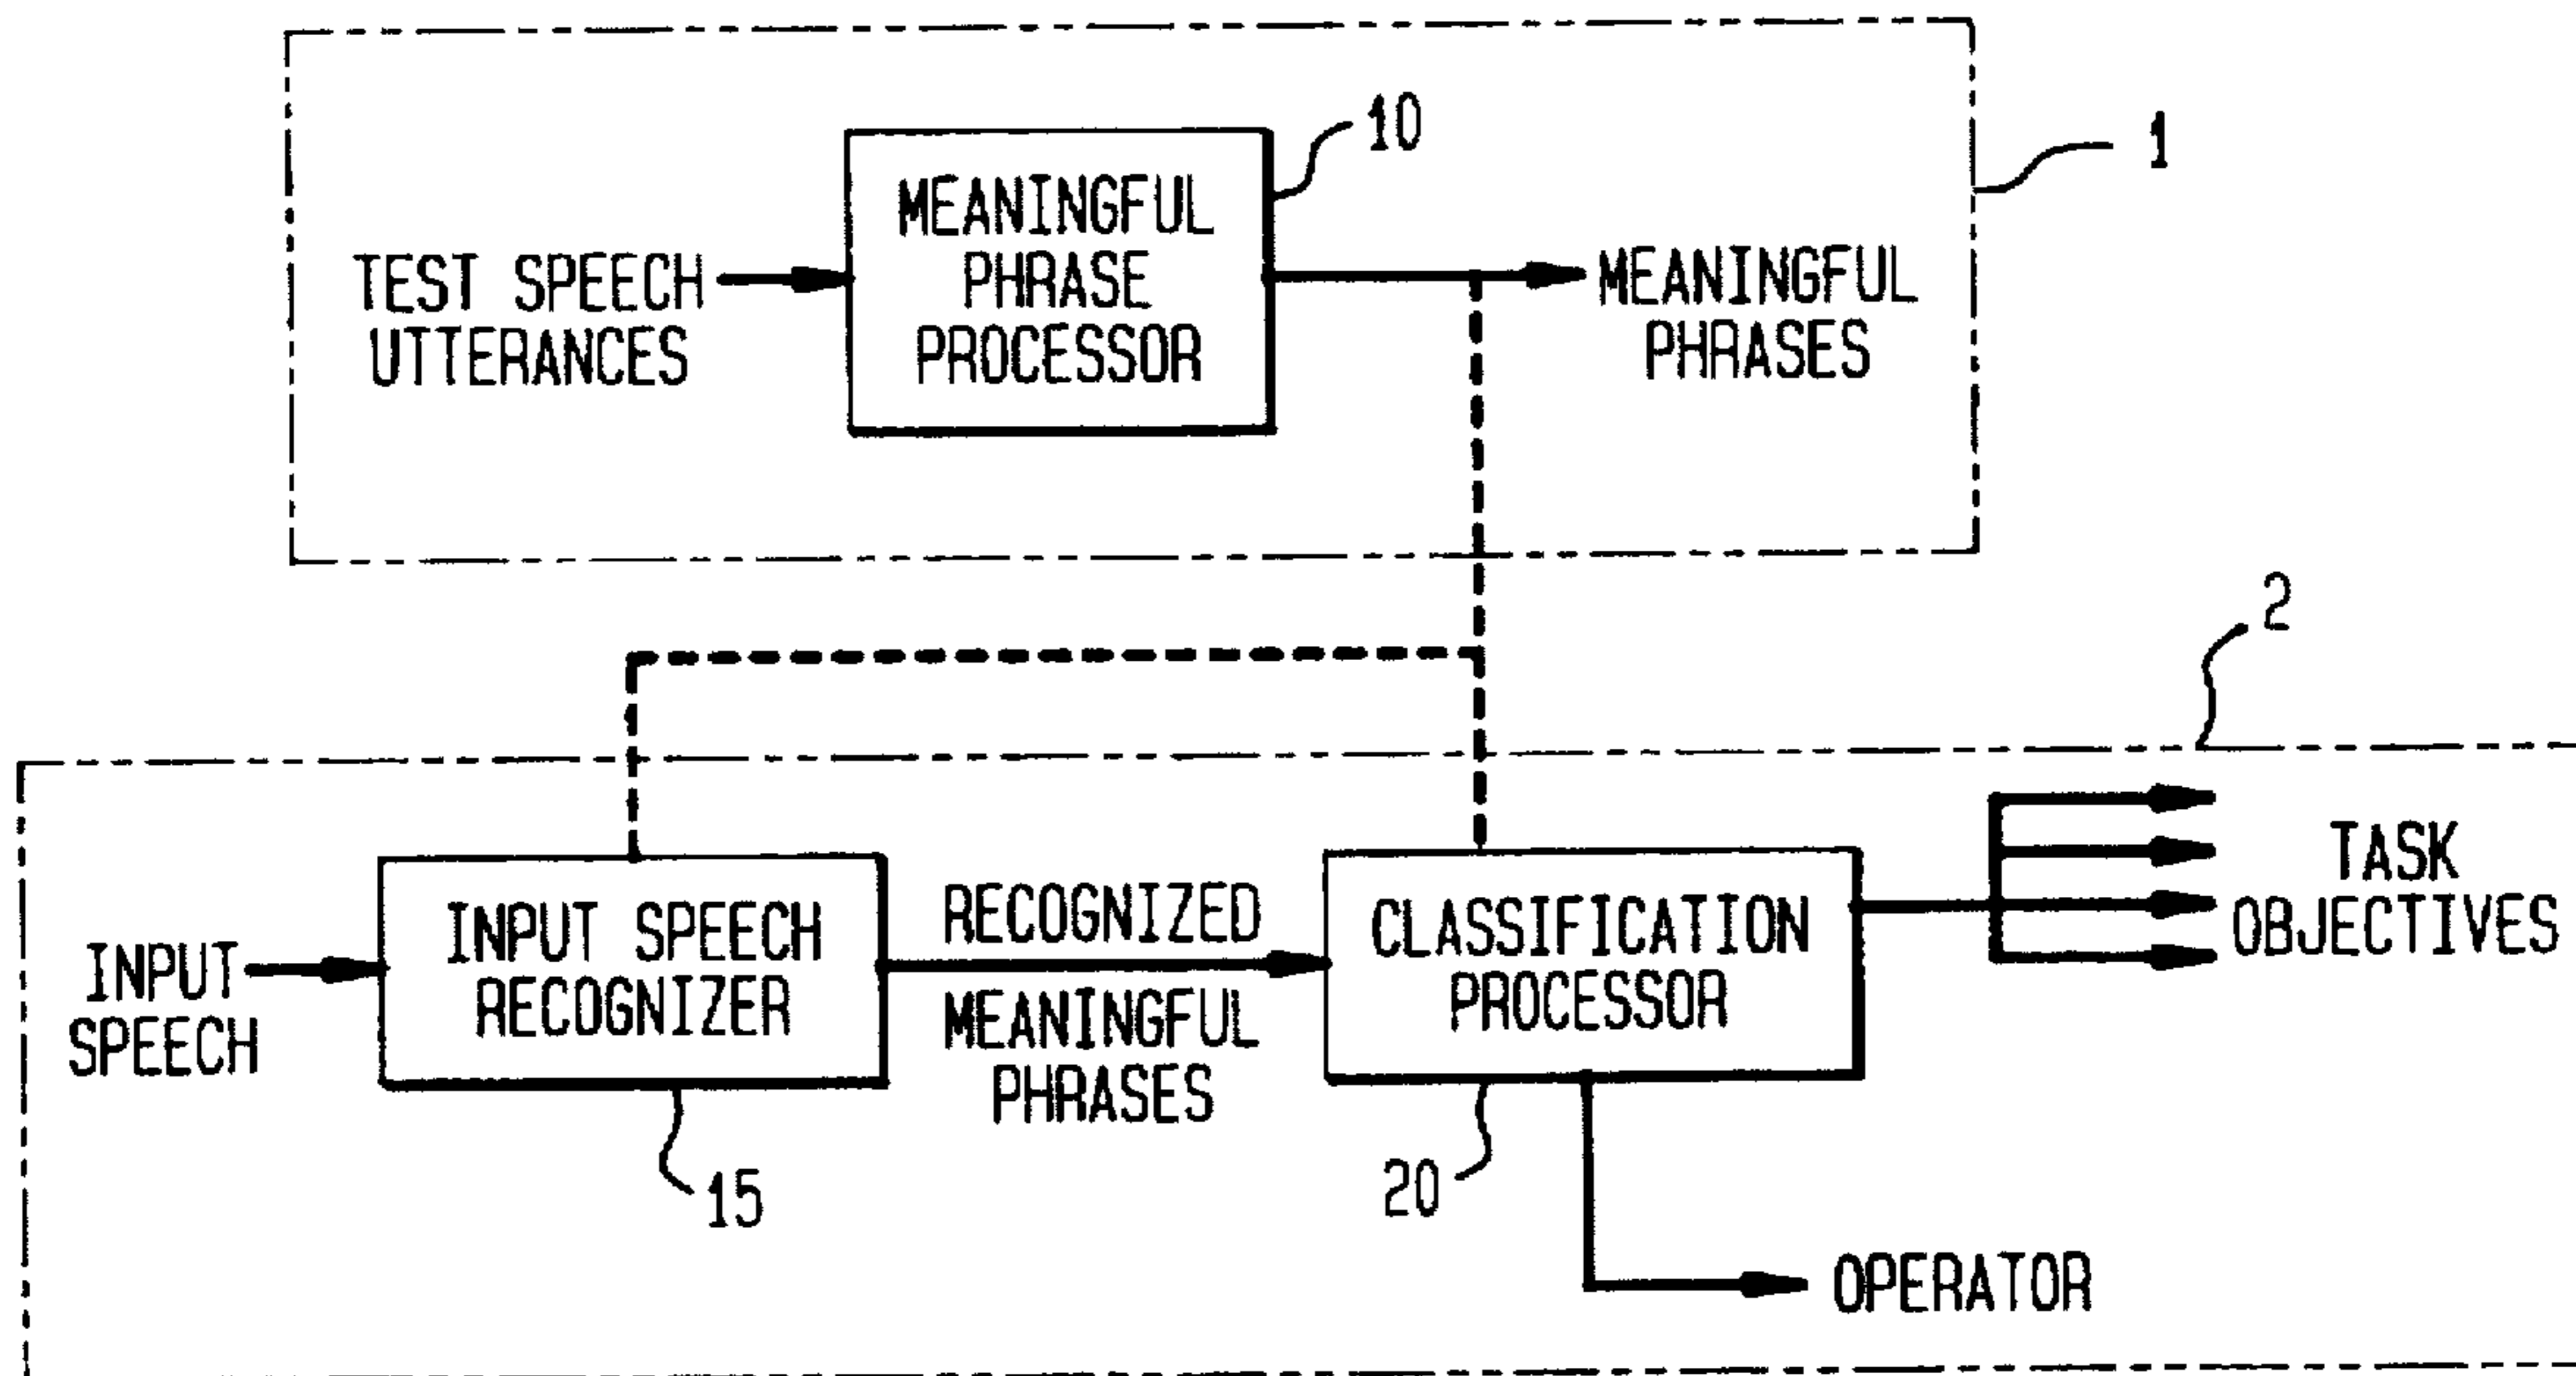 10
1
MEANINGFUL
PHRASE
PROCESSOR
TEST SPEECH
UTTERANCES
MEANINGFUL
PHRASES
2
INPUT
SPEECH
INPUT SPEECH
RECOGNIZER
15
RECOGNIZED
MEANINGFUL
PHRASES
CLASSIFICATION
PROCESSOR
20
TASK
OBJECTIVES
OPERATOR